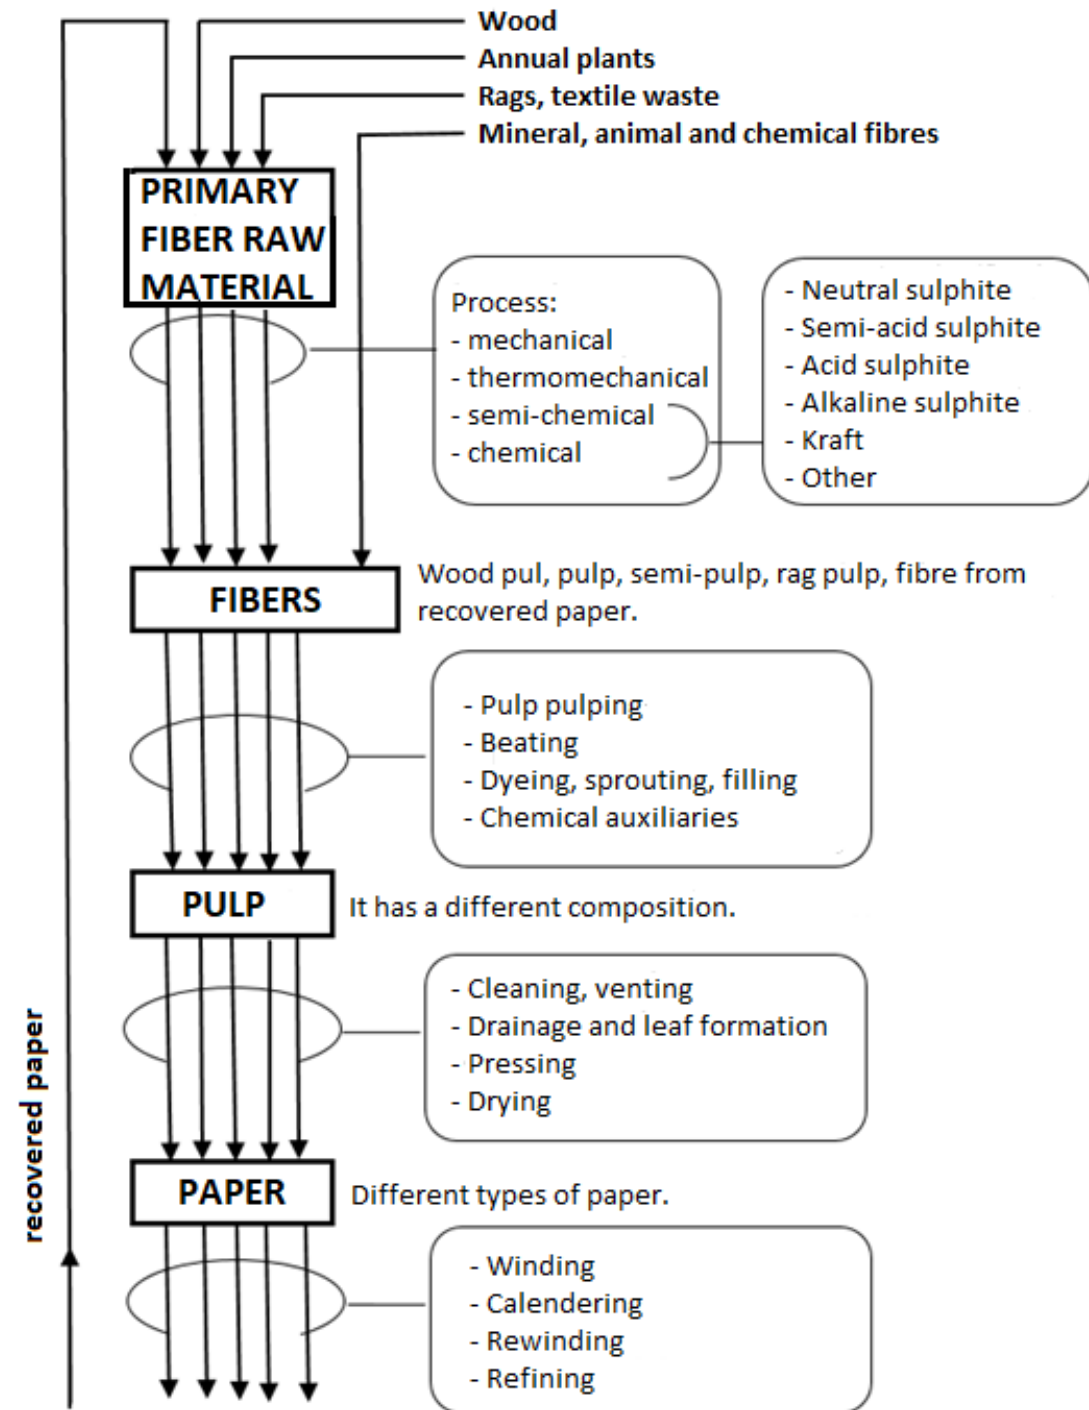 Wood
Annual plants
Rags, textile waste
Mineral, animal and chemical fibres
PRIMARY
FIBER RAW
MATERIAL
Process:
- mechanical
- thermomechanical
- semi-chemical
- chemical
- Neutral sulphite
- Semi-acid sulphite
- Acid sulphite
- Alkaline sulphite
- Kraft
- Other
FIBERS
Wood pul, pulp, semi-pulp, rag pulp, fibre from
recovered paper.
- Pulp pulping
- Beating
- Dyeing, sprouting, filling
- Chemical auxiliaries
PULP
It has a different composition.
- Cleaning, venting
- Drainage and leaf formation
- Pressing
- Drying
recovered paper
PAPER
Different types of paper.
- Winding
- Calendering
- Rewinding
- Refining